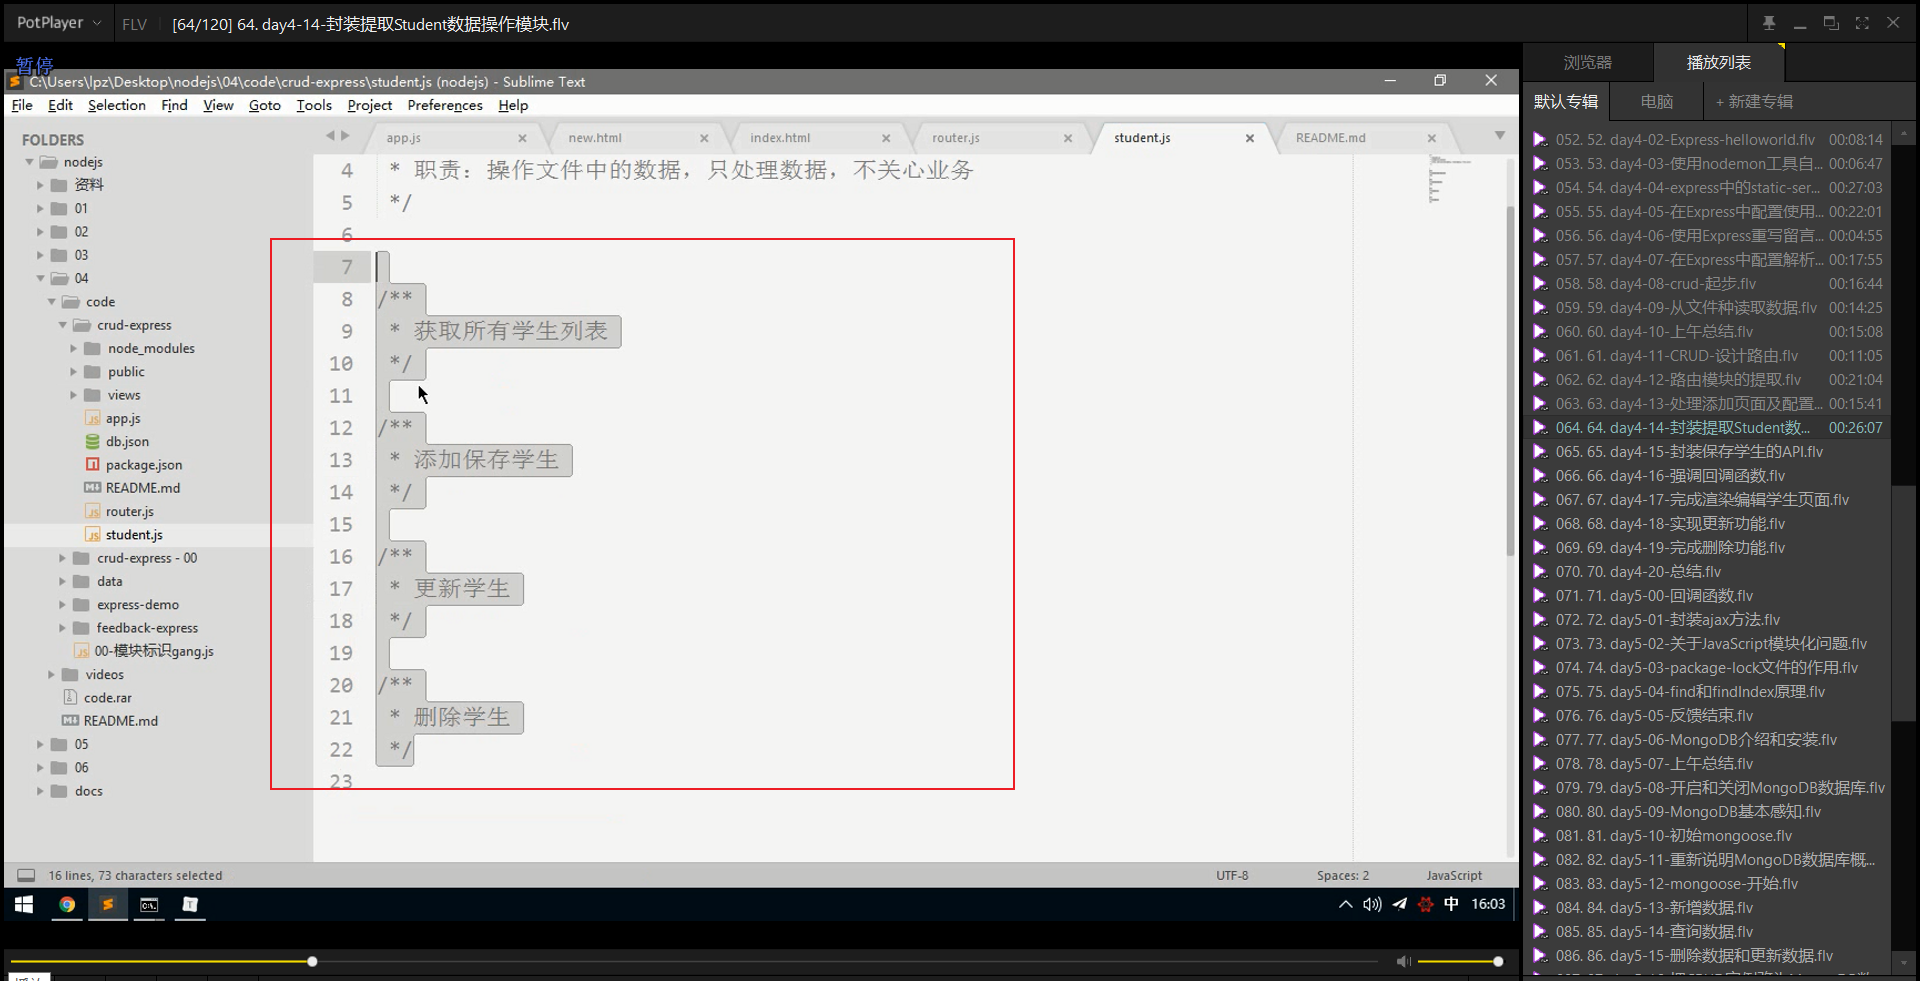 PotPlayer
FLV
[64/120] 64. day4-14-封装提取Student数据操作模块.flv
暂停
C:\Users\lpz\Desktop\nodejs\04\code\crud-express\student.js (nodejs) - Sublime Text
File Edit Selection Find View Goto Tools Project Preferences Help
FOLDERS
nodejs
资料
01
02
03
04
code
crud-express
node_modules
public
views
app.js
db.json
package.json
README.md
router.js
student.js
crud-express - 00
data
express-demo
feedback-express
00-模块标识gang.js
videos
code.rar
README.md
05
06
docs
app.js
new.html
index.html
router.js
student.js
README.md
4 * 职责：操作文件中的数据，只处理数据，不关心业务
5 */
6
7
8 /**
9 * 获取所有学生列表
10 */
11
12 /**
13 * 添加保存学生
14 */
15
16 /**
17 * 更新学生
18 */
19
20 /**
21 * 删除学生
22 */
23
16 lines, 73 characters selected
UTF-8
Spaces: 2
JavaScript
中
16:03
浏览器
播放列表
默认专辑
电脑
+ 新建专辑
052. 52. day4-02-Express-helloworld.flv 00:08:14
053. 53. day4-03-使用nodemon工具自... 00:06:47
054. 54. day4-04-express中的static-ser... 00:27:03
055. 55. day4-05-在Express中配置使用... 00:22:01
056. 56. day4-06-使用Express重写留言... 00:04:55
057. 57. day4-07-在Express中配置解析... 00:17:55
058. 58. day4-08-crud-起步.flv 00:16:44
059. 59. day4-09-从文件种读取数据.flv 00:14:25
060. 60. day4-10-上午总结.flv 00:15:08
061. 61. day4-11-CRUD-设计路由.flv 00:11:05
062. 62. day4-12-路由模块的提取.flv 00:21:04
063. 63. day4-13-处理添加页面及配置... 00:15:41
064. 64. day4-14-封装提取Student数... 00:26:07
065. 65. day4-15-封装保存学生的API.flv
066. 66. day4-16-强调回调函数.flv
067. 67. day4-17-完成渲染编辑学生页面.flv
068. 68. day4-18-实现更新功能.flv
069. 69. day4-19-完成删除功能.flv
070. 70. day4-20-总结.flv
071. 71. day5-00-回调函数.flv
072. 72. day5-01-封装ajax方法.flv
073. 73. day5-02-关于JavaScript模块化问题.flv
074. 74. day5-03-package-lock文件的作用.flv
075. 75. day5-04-find和findIndex原理.flv
076. 76. day5-05-反馈结束.flv
077. 77. day5-06-MongoDB介绍和安装.flv
078. 78. day5-07-上午总结.flv
079. 79. day5-08-开启和关闭MongoDB数据库.flv
080. 80. day5-09-MongoDB基本感知.flv
081. 81. day5-10-初始mongoose.flv
082. 82. day5-11-重新说明MongoDB数据库概...
083. 83. day5-12-mongoose-开始.flv
084. 84. day5-13-新增数据.flv
085. 85. day5-14-查询数据.flv
086. 86. day5-15-删除数据和更新数据.flv